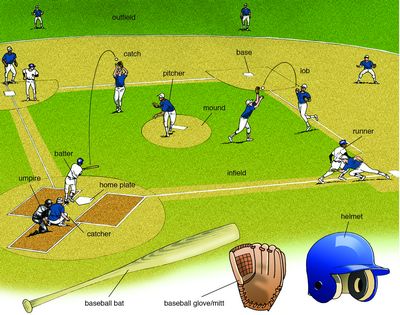 outfield
catch
base
pitcher
lob
mound
runner
batter
infield
umpire
home plate
catcher
helmet
baseball bat
baseball glove/mitt